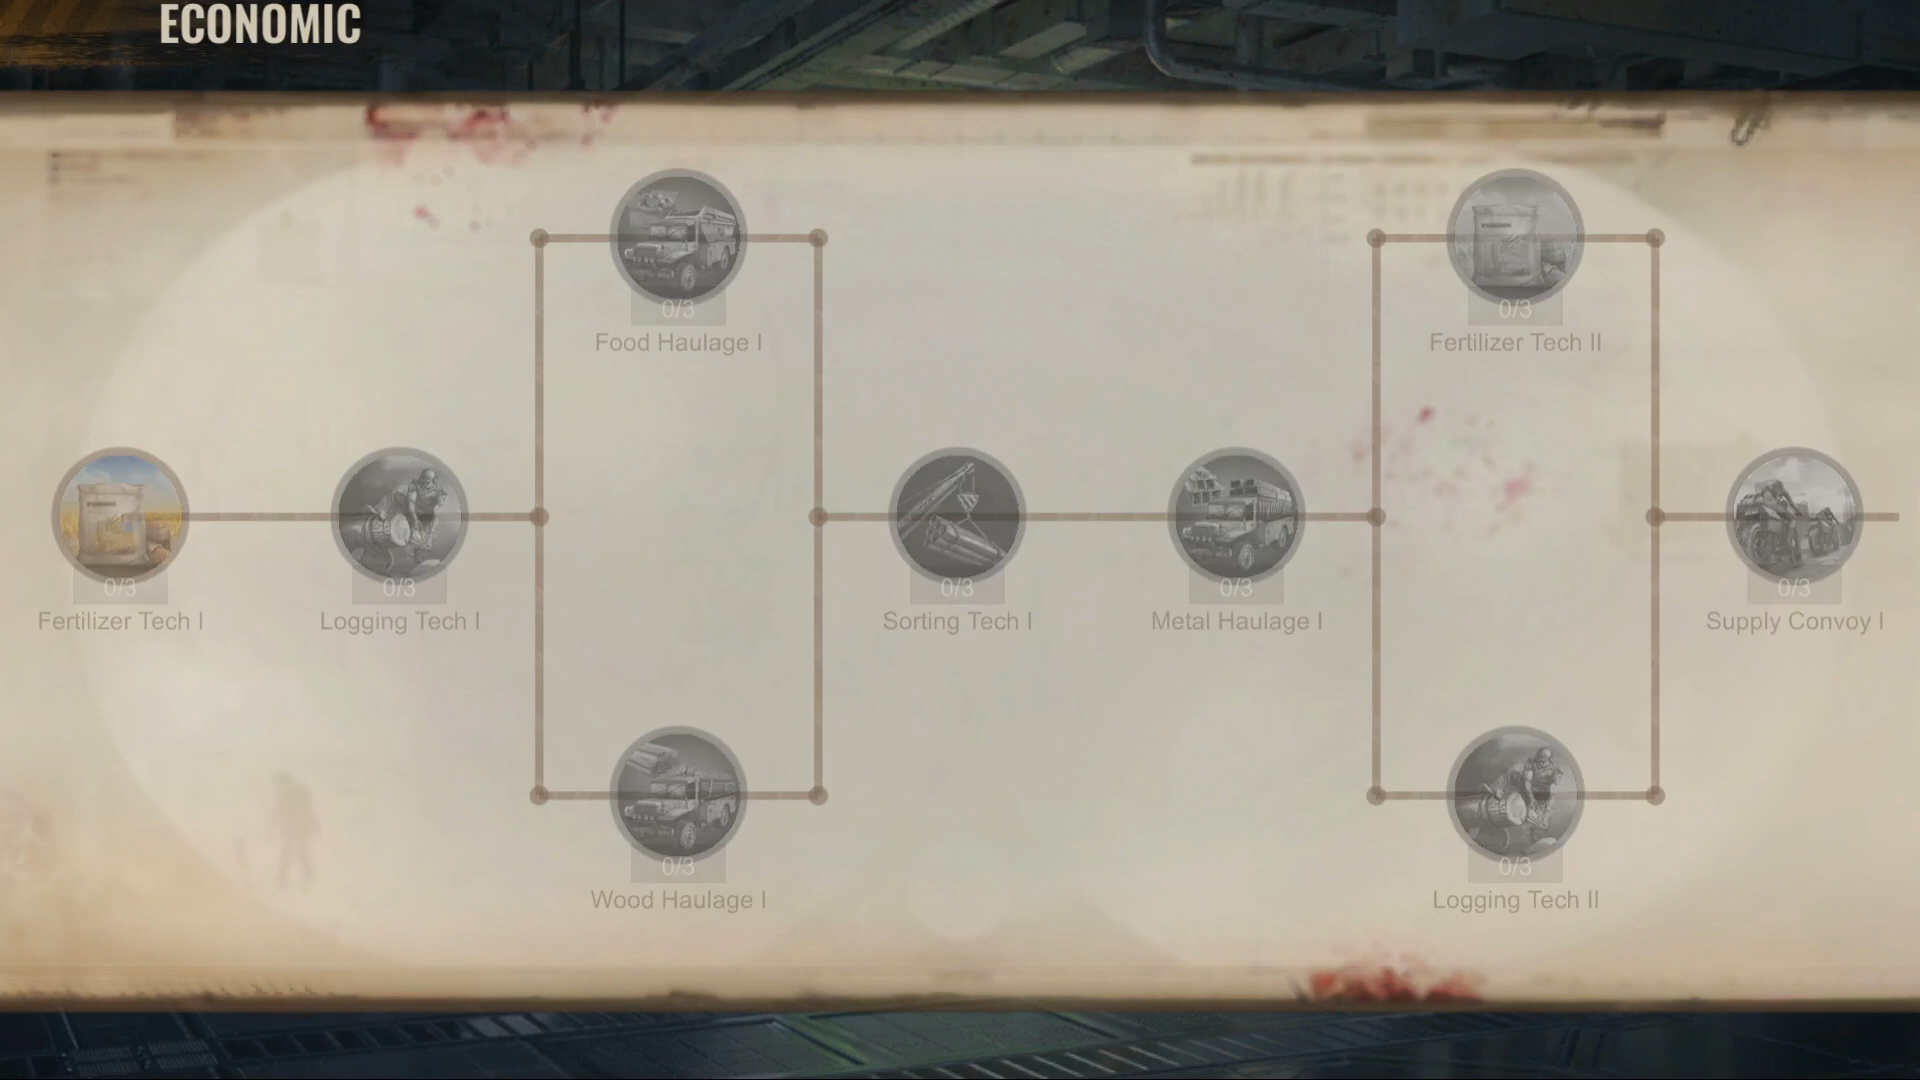 ECONOMIC
0/3
Food Haulage I
0/3
Fertilizer Tech II
0/3
Fertilizer Tech I
0/3
Logging Tech I
0/3
Sorting Tech I
0/3
Metal Haulage I
0/3
Supply Convoy I
0/3
Wood Haulage I
0/3
Logging Tech II